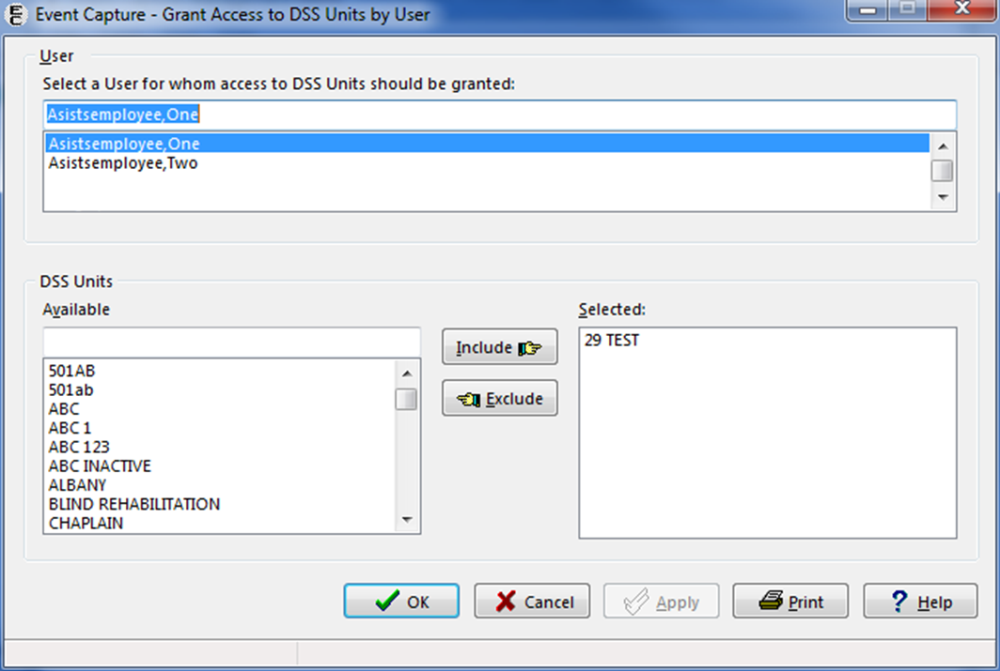 Event Capture - Grant Access to DSS Units by User
User
Select a User for whom access to DSS Units should be granted:
Asistsemployee,One
Asistsemployee,One
Asistsemployee,Two
DSS Units
Available
Selected:
501AB
501ab
ABC
ABC 1
ABC 123
ABC INACTIVE
ALBANY
BLIND REHABILITATION
CHAPLAIN
Include
Exclude
29 TEST
OK Cancel Apply Print Help